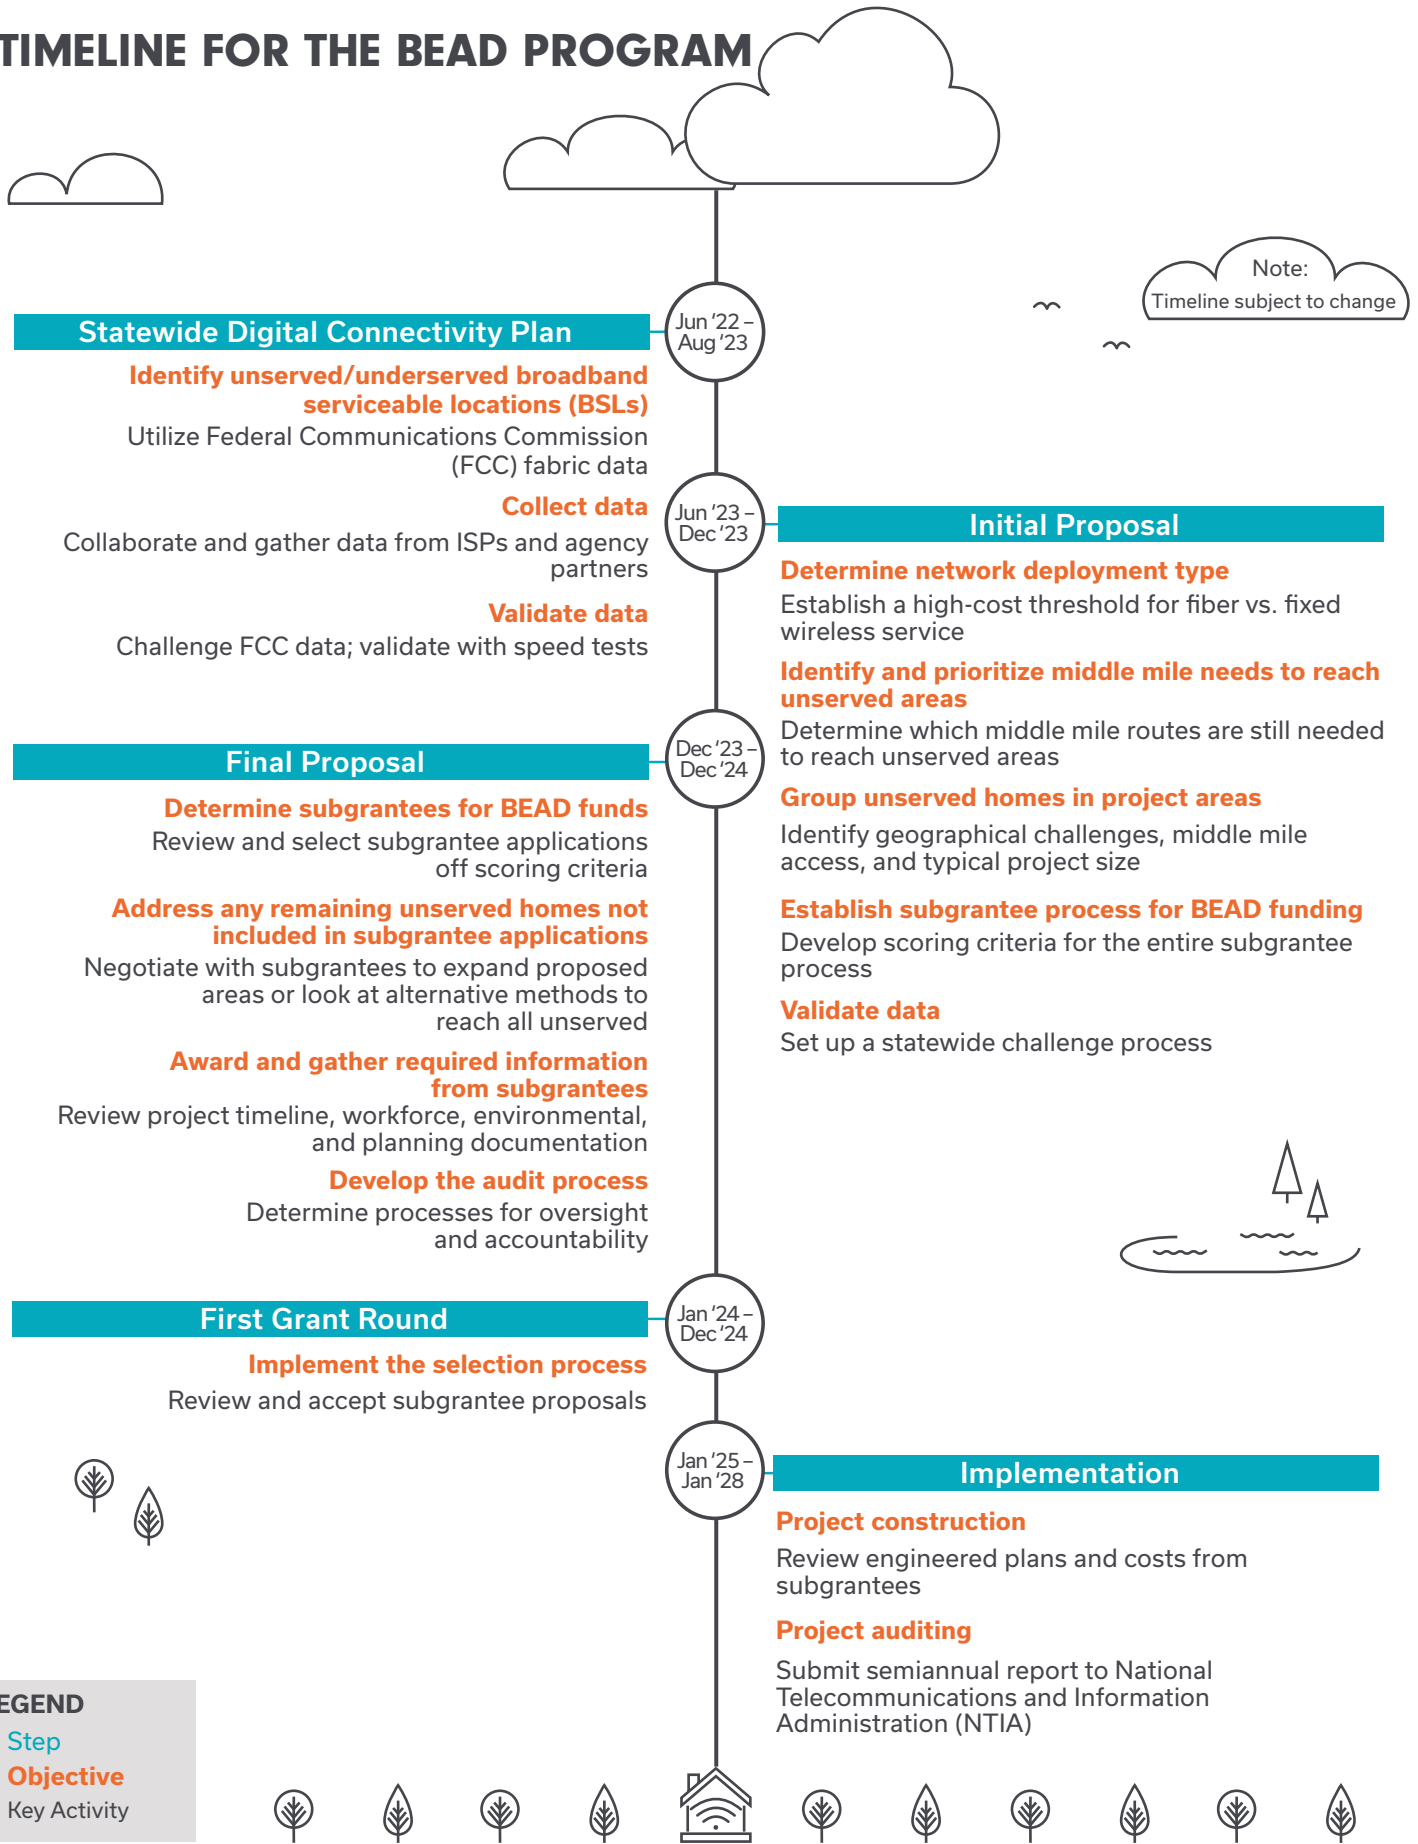 TIMELINE FOR THE BEAD PROGRAM
Note:
Timeline subject to change
Jun '22 –
Aug '23
Statewide Digital Connectivity Plan
Identify unserved/underserved broadband
serviceable locations (BSLs)
Utilize Federal Communications Commission
(FCC) fabric data
Collect data
Collaborate and gather data from ISPs and agency
partners
Validate data
Challenge FCC data; validate with speed tests
Jun '23 –
Dec '23
Initial Proposal
Determine network deployment type
Establish a high-cost threshold for fiber vs. fixed
wireless service
Identify and prioritize middle mile needs to reach
unserved areas
Determine which middle mile routes are still needed
to reach unserved areas
Group unserved homes in project areas
Identify geographical challenges, middle mile
access, and typical project size
Establish subgrantee process for BEAD funding
Develop scoring criteria for the entire subgrantee
process
Validate data
Set up a statewide challenge process
Dec '23 –
Dec '24
Final Proposal
Determine subgrantees for BEAD funds
Review and select subgrantee applications
off scoring criteria
Address any remaining unserved homes not
included in subgrantee applications
Negotiate with subgrantees to expand proposed
areas or look at alternative methods to
reach all unserved
Award and gather required information
from subgrantees
Review project timeline, workforce, environmental,
and planning documentation
Develop the audit process
Determine processes for oversight
and accountability
Jan '24 –
Dec '24
First Grant Round
Implement the selection process
Review and accept subgrantee proposals
Jan '25 –
Jan '28
Implementation
Project construction
Review engineered plans and costs from
subgrantees
Project auditing
Submit semiannual report to National
Telecommunications and Information
Administration (NTIA)
EGEND
Step
Objective
Key Activity